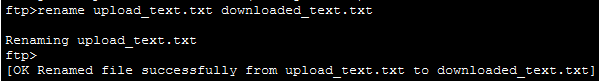 ftp>rename upload_text.txt downloaded_text.txt
Renaming upload_text.txt
ftp>
[OK Renamed file successfully from upload_text.txt to downloaded_text.txt]